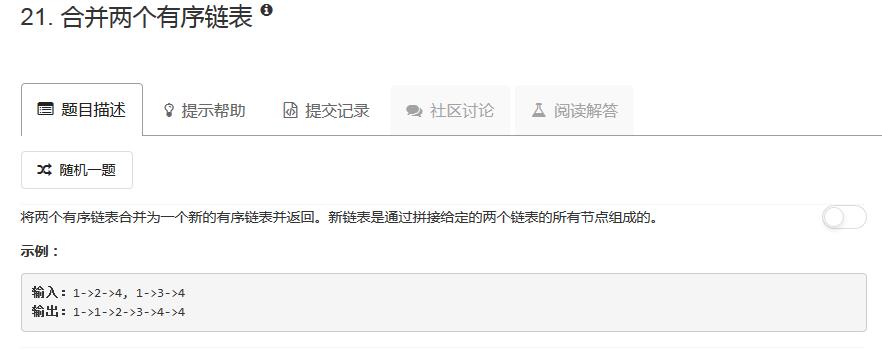 21. 合并两个有序链表
题目描述 提示帮助 提交记录 社区讨论 阅读解答
随机一题
将两个有序链表合并为一个新的有序链表并返回。新链表是通过拼接给定的两个链表的所有节点组成的。
示例：
输入：1->2->4, 1->3->4
输出：1->1->2->3->4->4